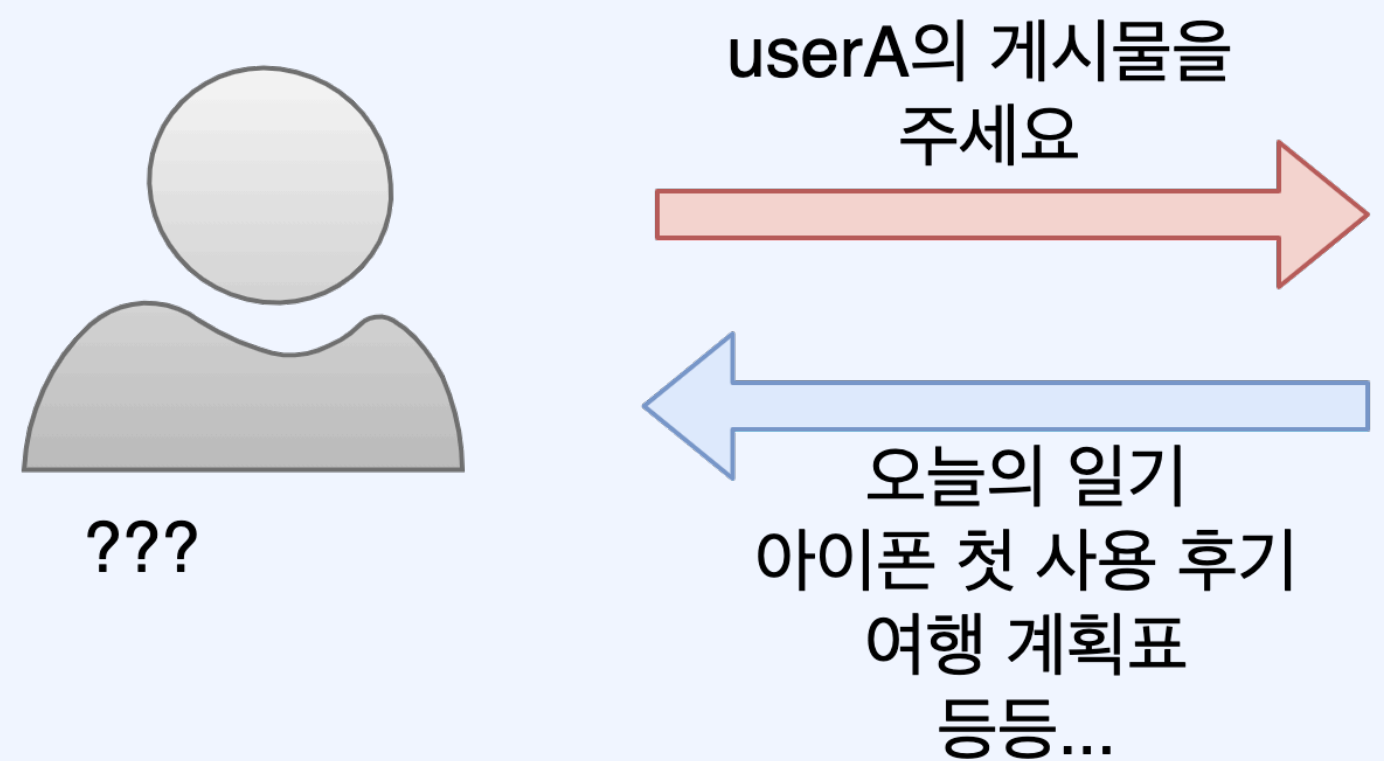 userA의 게시물을
주세요
오늘의 일기
아이폰 첫 사용 후기
여행 계획표
등등...
???